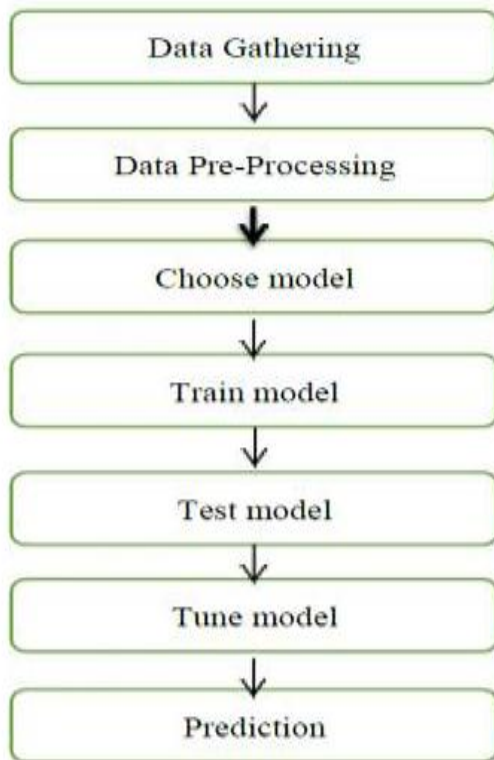 Data Gathering
Data Pre-Processing
Choose model
Train model
Test model
Tune model
Prediction